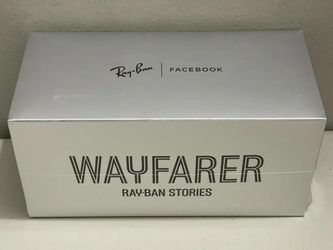 Ray-Ban | FACEBOOK
WAYFARER
RAY-BAN STORIES